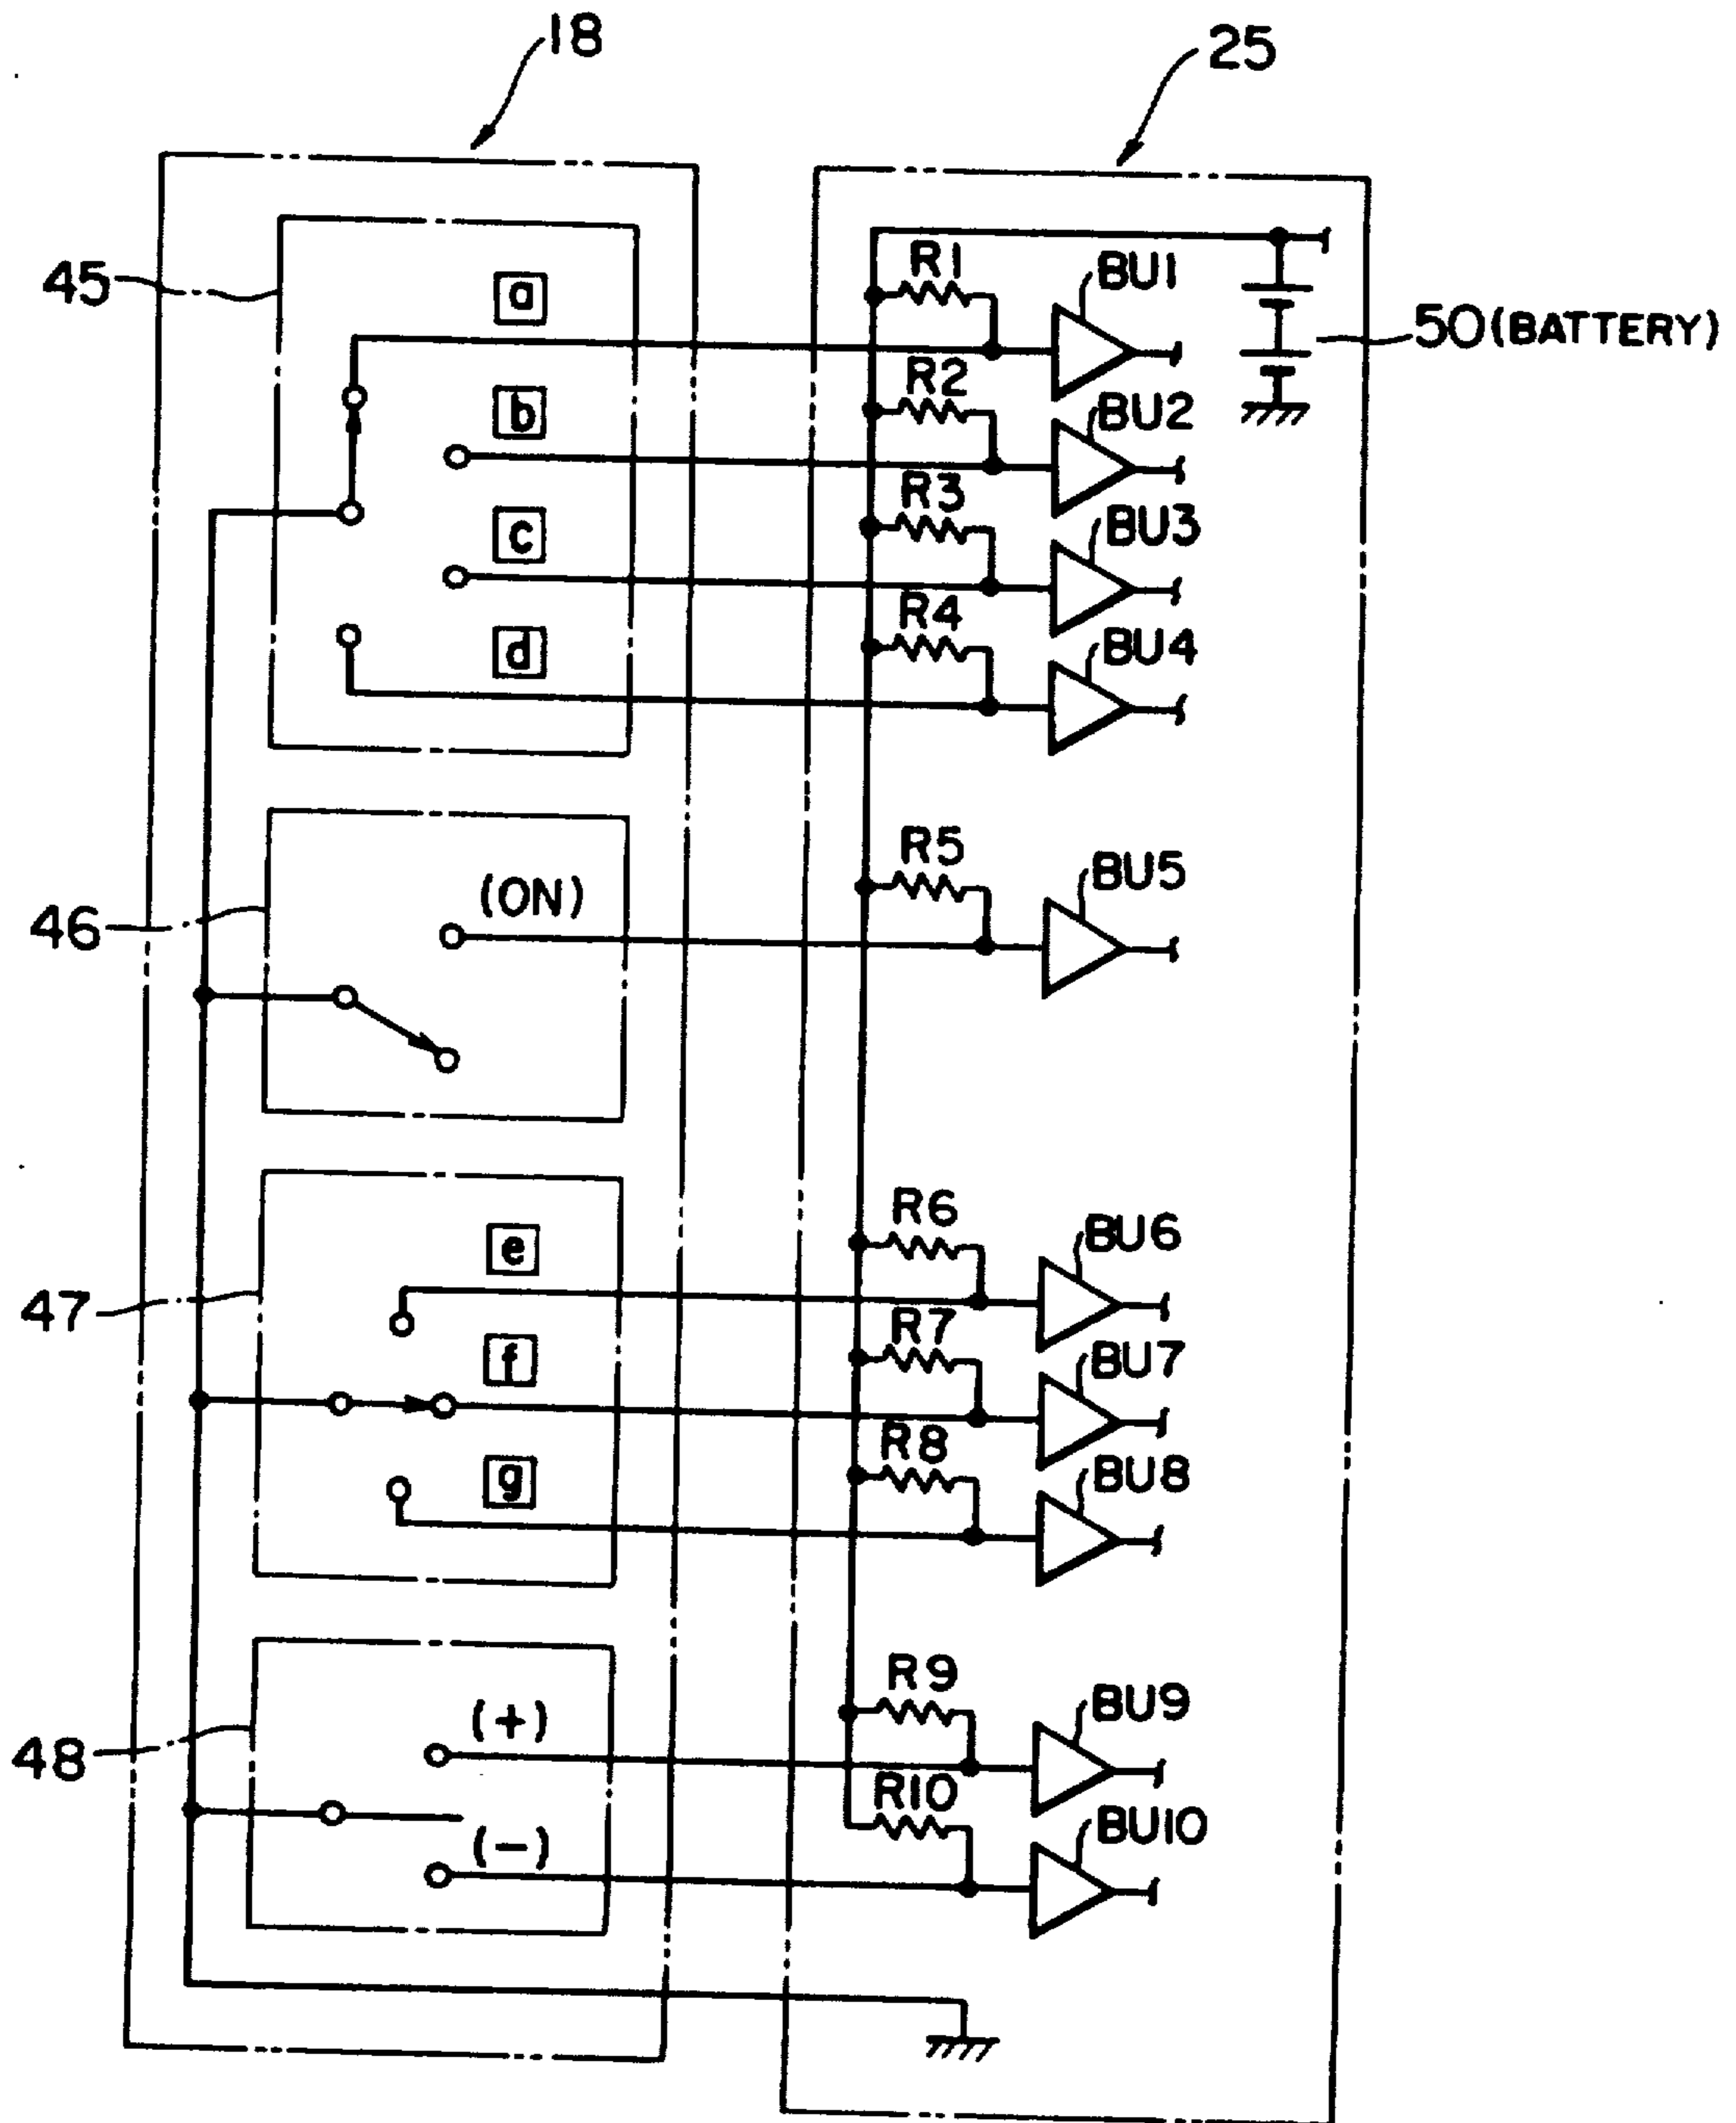 18
25
45
a
R1
BU1
50(BATTERY)
b
R2
BU2
c
R3
BU3
d
R4
BU4
46
(ON)
R5
BU5
47
e
R6
BU6
f
R7
BU7
g
R8
BU8
48
(+)
R9
BU9
(-)
R10
BU10